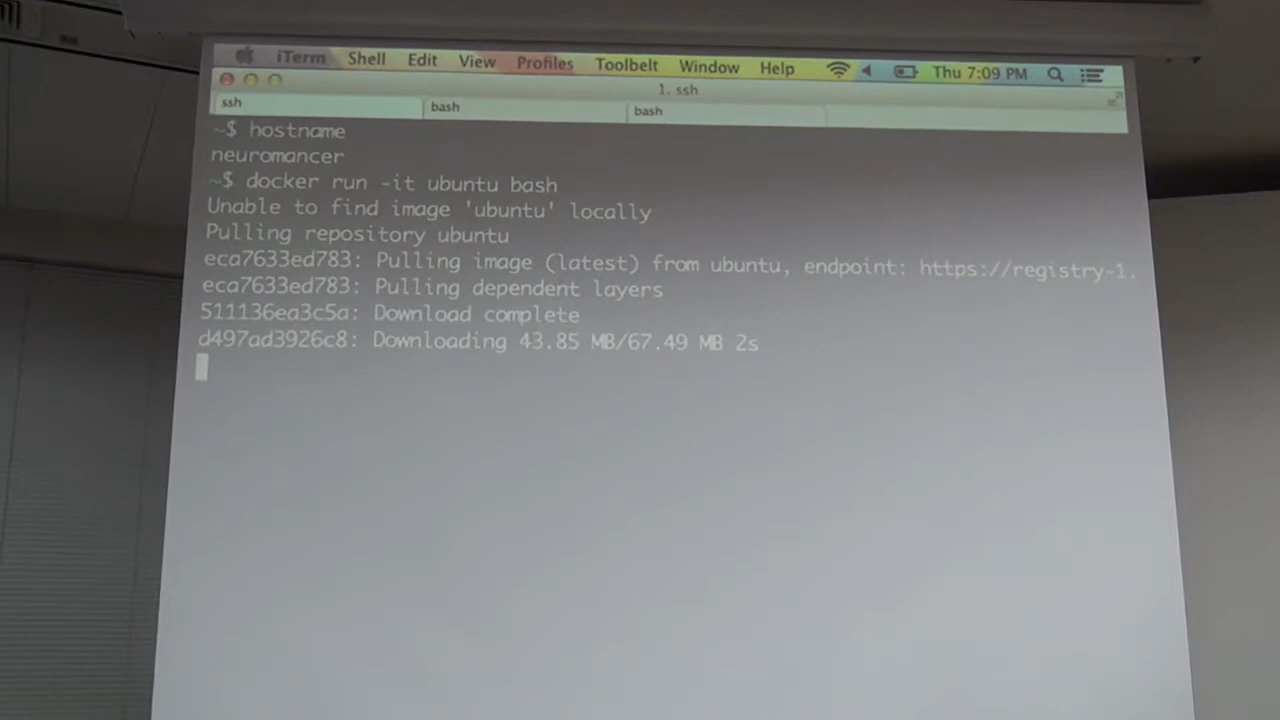 iTerm Shell Edit View Profiles Toolbelt Window Help Thu 7:09 PM
1. ssh
ssh bash bash
~$ hostname
neuromancer
~$ docker run -it ubuntu bash
Unable to find image 'ubuntu' locally
Pulling repository ubuntu
eca7633ed783: Pulling image (latest) from ubuntu, endpoint: https://registry-1.
eca7633ed783: Pulling dependent layers
511136ea3c5a: Download complete
d497ad3926c8: Downloading 43.85 MB/67.49 MB 2s